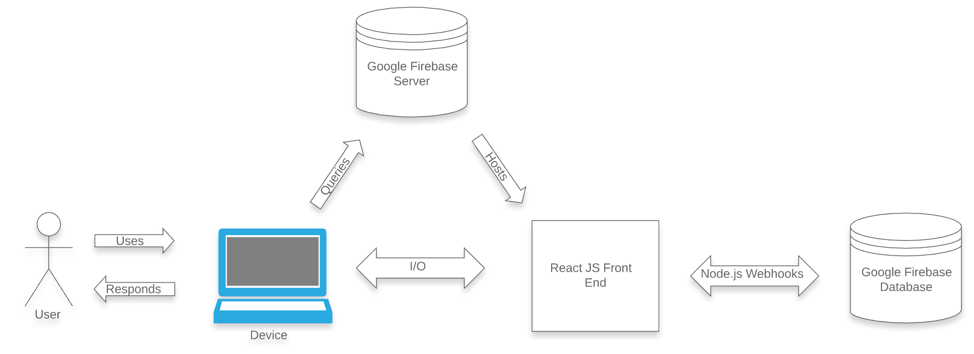 Google Firebase
Server
Queries
Hosts
Uses
Responds
User
Device
I/O
React JS Front
End
Node.js Webhooks
Google Firebase
Database